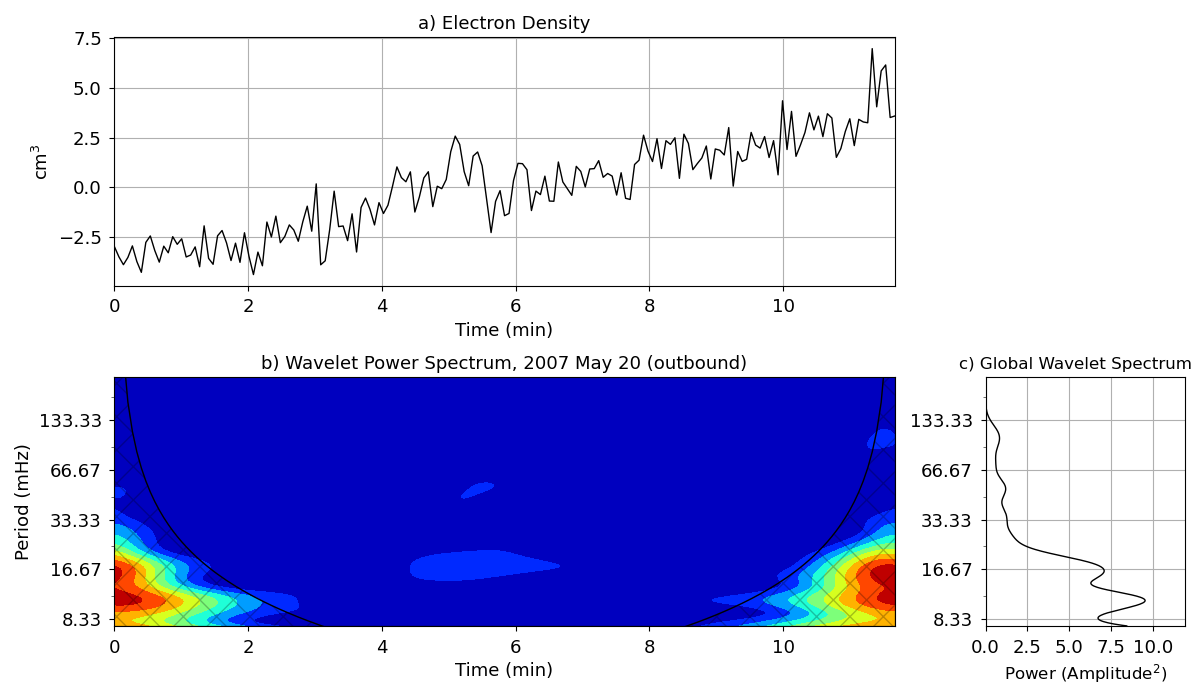 a) Electron Density
7.5
5.0
2.5
0.0
−2.5
cm³
0 2 4 6 8 10
Time (min)
b) Wavelet Power Spectrum, 2007 May 20 (outbound)
133.33
66.67
33.33
16.67
8.33
Period (mHz)
0 2 4 6 8 10
Time (min)
c) Global Wavelet Spectrum
133.33
66.67
33.33
16.67
8.33
0.0 2.5 5.0 7.5 10.0
Power (Amplitude²)